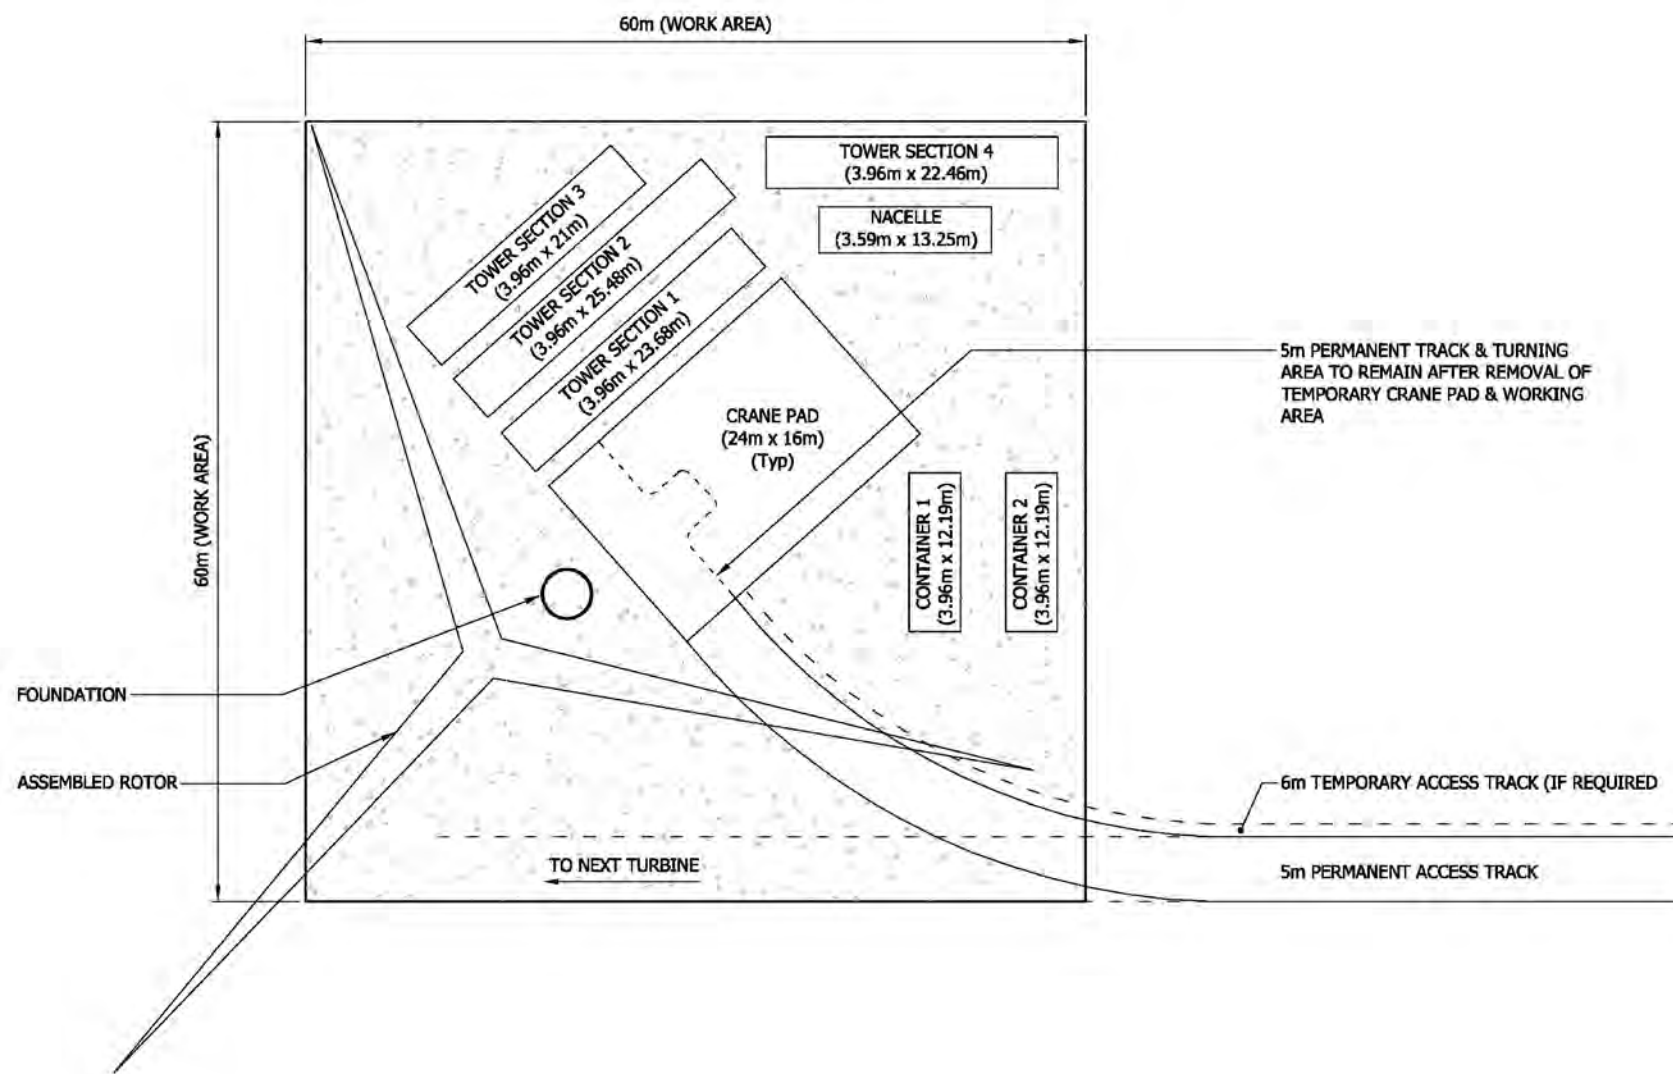 60m (WORK AREA)
TOWER SECTION 4
(3.96m x 22.46m)
NACELLE
(3.59m x 13.25m)
TOWER SECTION 3
(3.96m x 21m)
TOWER SECTION 2
(3.96m x 25.48m)
TOWER SECTION 1
(3.96m x 23.68m)
5m PERMANENT TRACK & TURNING
AREA TO REMAIN AFTER REMOVAL OF
TEMPORARY CRANE PAD & WORKING
AREA
CRANE PAD
(24m x 16m)
(Typ)
60m (WORK AREA)
CONTAINER 1
(3.96m x 12.19m)
CONTAINER 2
(3.96m x 12.19m)
FOUNDATION
ASSEMBLED ROTOR
6m TEMPORARY ACCESS TRACK (IF REQUIRED
TO NEXT TURBINE
5m PERMANENT ACCESS TRACK